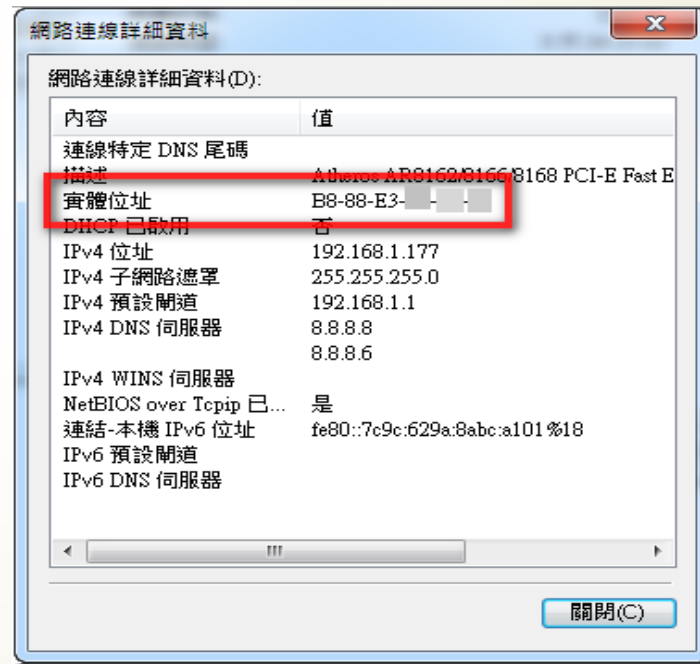 網路連線詳細資料
網路連線詳細資料(D):
內容 值
連線特定 DNS 尾碼
描述 Atheros AR8162/8166/8168 PCI-E Fast E
實體位址 B8-88-E3- - -
DHCP 已啟用 否
IPv4 位址 192.168.1.177
IPv4 子網路遮罩 255.255.255.0
IPv4 預設閘道 192.168.1.1
IPv4 DNS 伺服器 8.8.8.8
8.8.8.6
IPv4 WINS 伺服器
NetBIOS over Tcpip 已... 是
連結-本機 IPv6 位址 fe80::7c9c:629a:8abc:a101%18
IPv6 預設閘道
IPv6 DNS 伺服器
關閉(C)